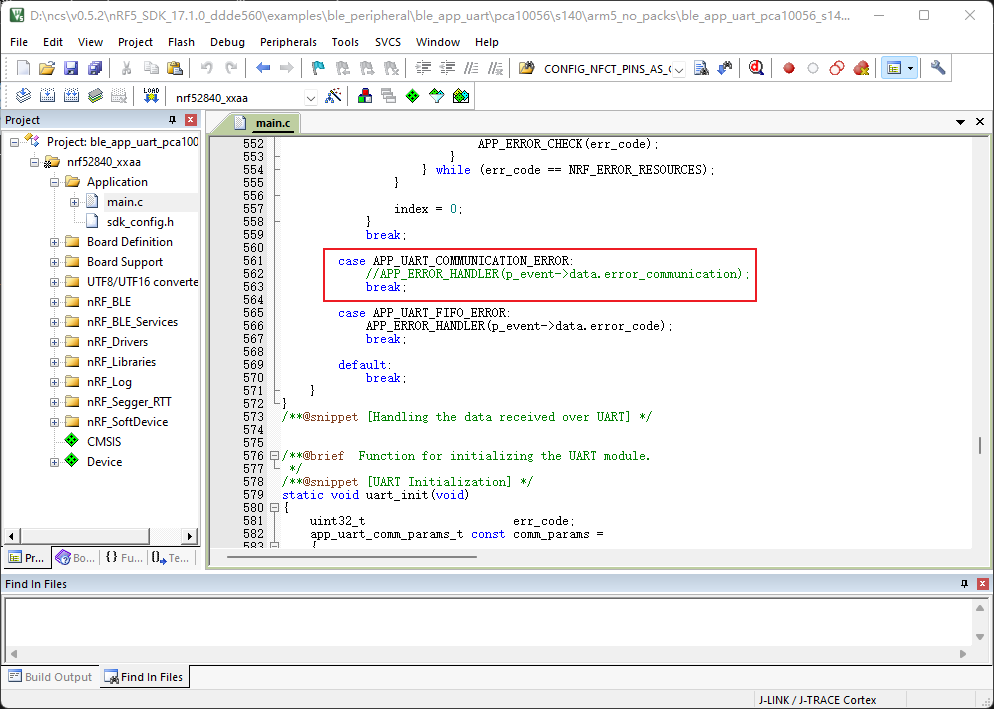 D:\ncs\v0.5.2\nRF5_SDK_17.1.0_ddde560\examples\ble_peripheral\ble_app_uart\pca10056\s140\arm5_no_packs\ble_app_uart_pca10056_s14...
File Edit View Project Flash Debug Peripherals Tools SVCS Window Help
CONFIG_NFCT_PINS_AS_(
LOAD
nrf52840_xxaa
Project
Project: ble_app_uart_pca100
nrf52840_xxaa
Application
main.c
sdk_config.h
Board Definition
Board Support
UTF8/UTF16 converte
nRF_BLE
nRF_BLE_Services
nRF_Drivers
nRF_Libraries
nRF_Log
nRF_Segger_RTT
nRF_SoftDevice
CMSIS
Device
Pr... Bo... {} Fu... Te...
main.c
552 APP_ERROR_CHECK(err_code);
553 }
554 } while (err_code == NRF_ERROR_RESOURCES);
555 }
556
557 index = 0;
558 }
559 break;
560
561 case APP_UART_COMMUNICATION_ERROR:
562 //APP_ERROR_HANDLER(p_event->data.error_communication);
563 break;
564
565 case APP_UART_FIFO_ERROR:
566 APP_ERROR_HANDLER(p_event->data.error_code);
567 break;
568
569 default:
570 break;
571 }
572 }
573 /**@snippet [Handling the data received over UART] */
574
575
576 /**@brief  Function for initializing the UART module.
577 */
578 /**@snippet [UART Initialization] */
579 static void uart_init(void)
580 {
581 uint32_t err_code;
582 app_uart_comm_params_t const comm_params =
583 {
Find In Files
Build Output Find In Files
J-LINK / J-TRACE Cortex